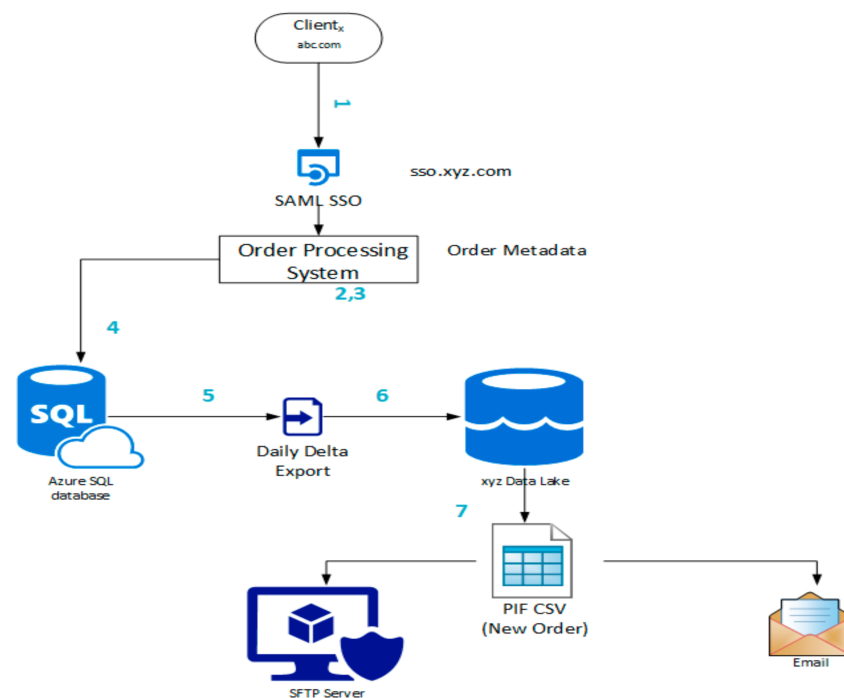 Clientₓ
abc.com
1
sso.xyz.com
SAML SSO
Order Processing
System
Order Metadata
2,3
4
SQL
5
6
Daily Delta
Export
Azure SQL
database
xyz Data Lake
7
PIF CSV
(New Order)
SFTP Server
Email